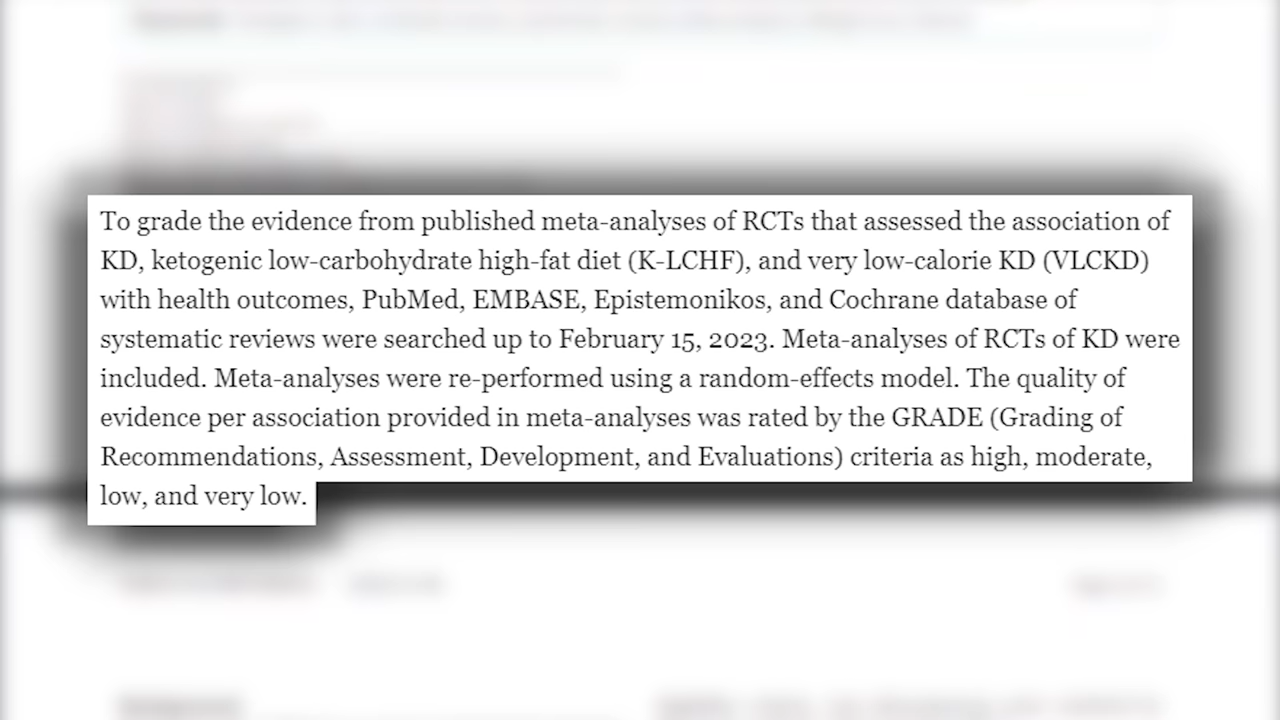 To grade the evidence from published meta-analyses of RCTs that assessed the association of
KD, ketogenic low-carbohydrate high-fat diet (K-LCHF), and very low-calorie KD (VLCKD)
with health outcomes, PubMed, EMBASE, Epistemonikos, and Cochrane database of
systematic reviews were searched up to February 15, 2023. Meta-analyses of RCTs of KD were
included. Meta-analyses were re-performed using a random-effects model. The quality of
evidence per association provided in meta-analyses was rated by the GRADE (Grading of
Recommendations, Assessment, Development, and Evaluations) criteria as high, moderate,
low, and very low.